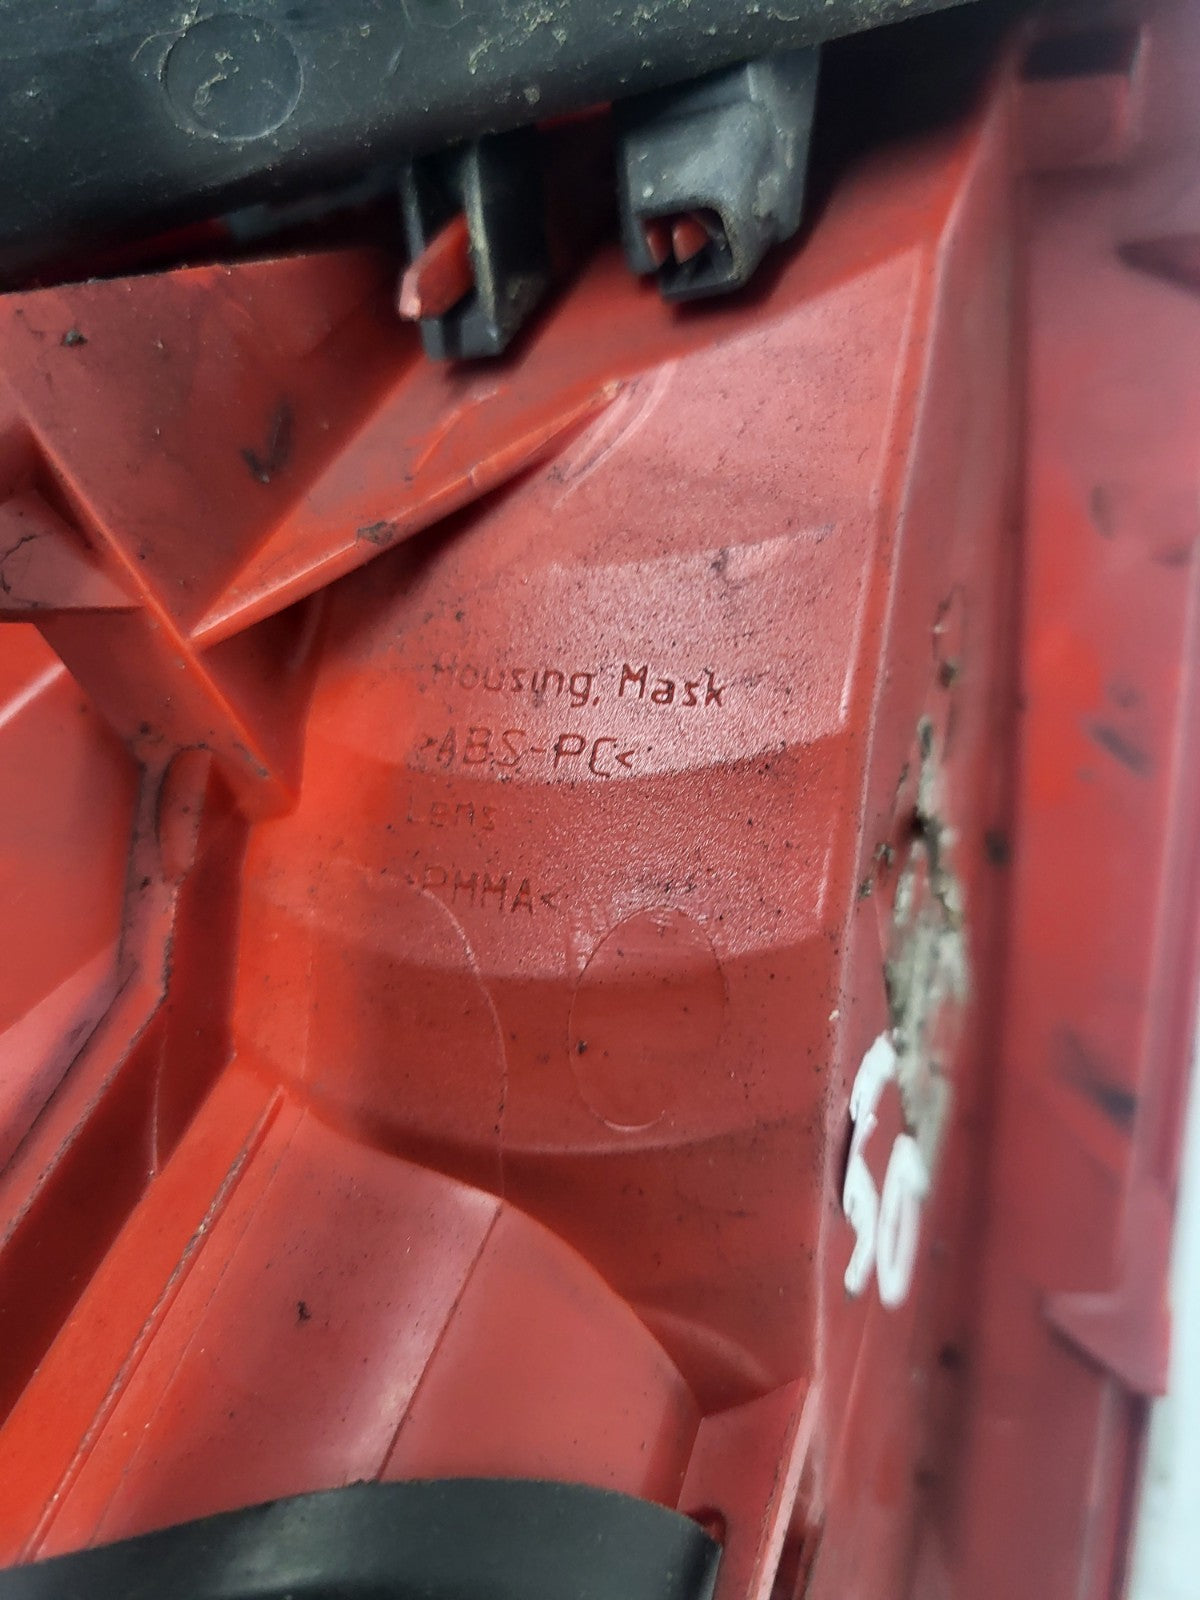 Housing, Mask
>ABS-PC<
Lens
>PMMA<